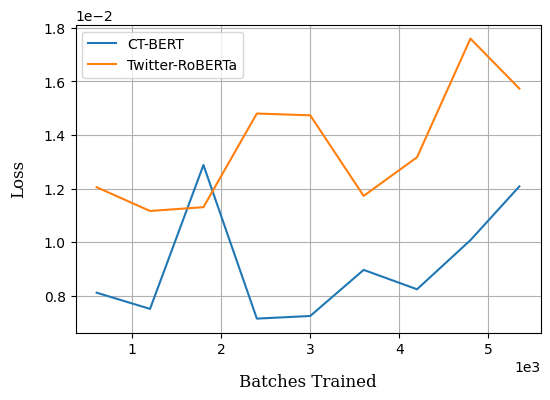 1e−2
1.8
1.6
1.4
1.2
1.0
0.8
Loss
CT-BERT
Twitter-RoBERTa
1 2 3 4 5
1e3
Batches Trained